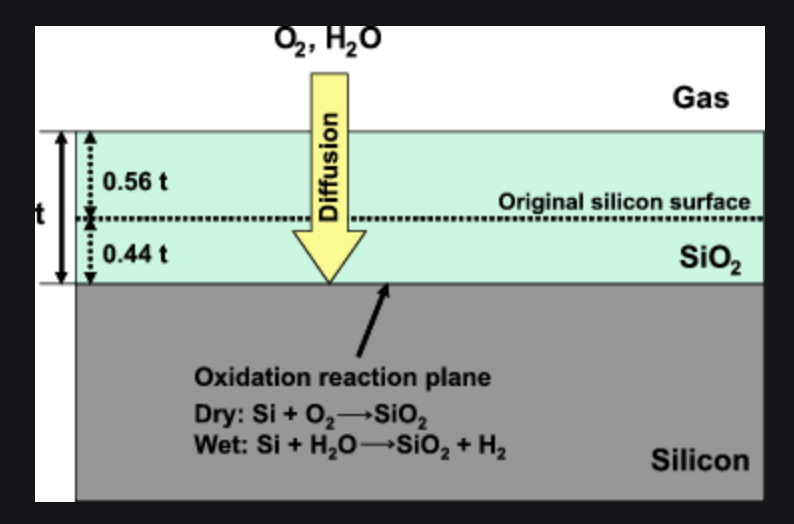 O₂, H₂O
Gas
Diffusion
0.56 t
Original silicon surface
t
0.44 t
SiO₂
Oxidation reaction plane
Dry: Si + O₂⟶SiO₂
Wet: Si + H₂O⟶SiO₂ + H₂
Silicon